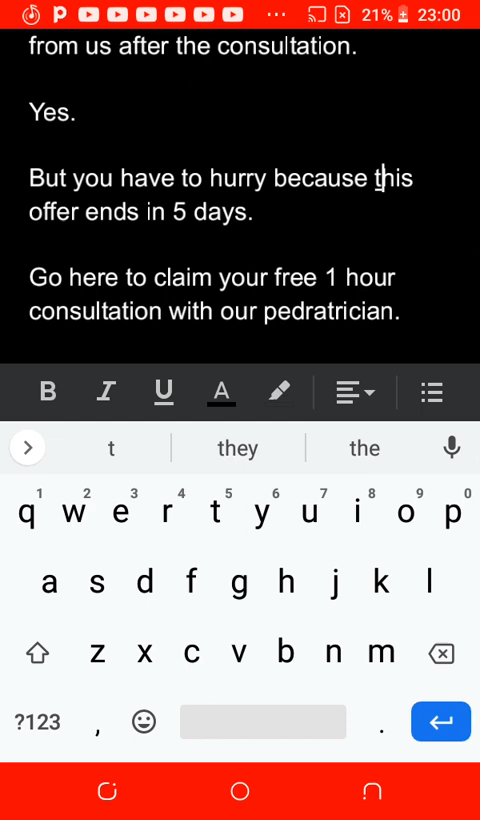 21% 23:00
from us after the consultation.
Yes.
But you have to hurry because this
offer ends in 5 days.
Go here to claim your free 1 hour
consultation with our pedratrician.
B I U A
t they the
1 2 3 4 5 6 7 8 9 0
q w e r t y u i o p
a s d f g h j k l
z x c v b n m
?123 , .